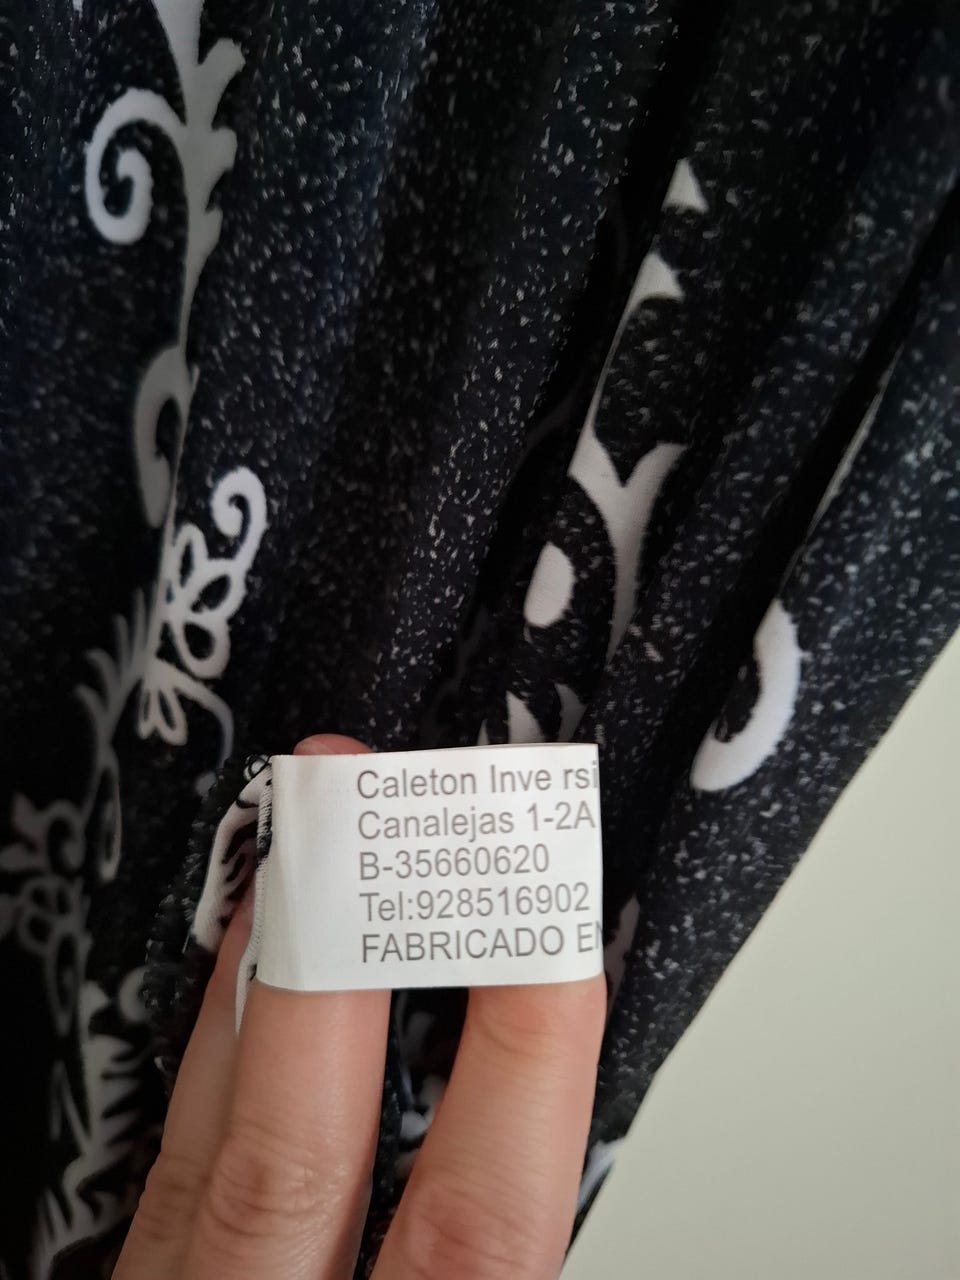 Caleton Inve rsi
Canalejas 1-2A
B-35660620
Tel:928516902
FABRICADO EN